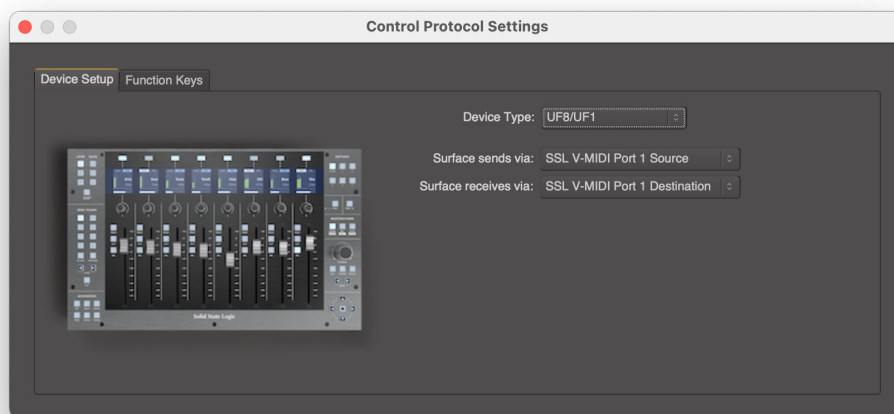 Control Protocol Settings
Device Setup Function Keys
Device Type: UF8/UF1
Surface sends via: SSL V-MIDI Port 1 Source
Surface receives via: SSL V-MIDI Port 1 Destination
Solid State Logic